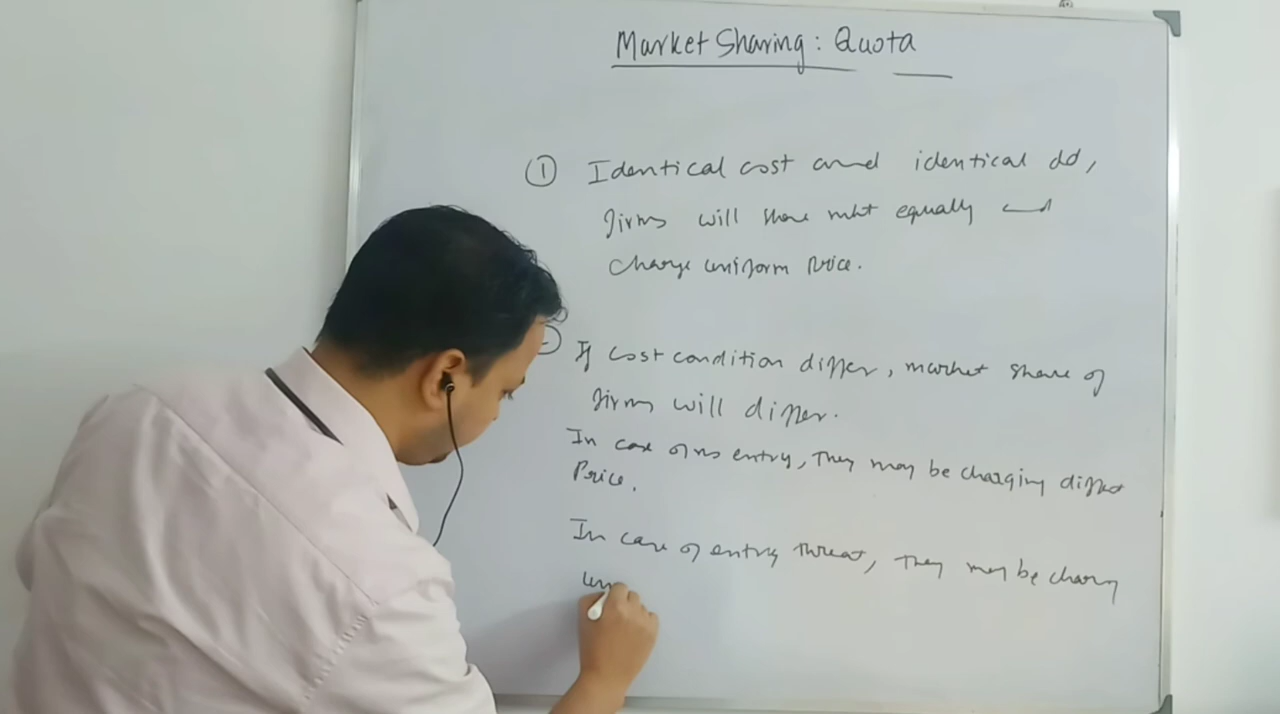 Market Sharing: Quota
① Identical cost and identical dd,
firms will share mkt equally and
charge uniform Price.
If cost condition differ, market share of
firms will differ.
In case of no entry, They may be charging diffect
Price.
In case of entry threat, They may be charg
un